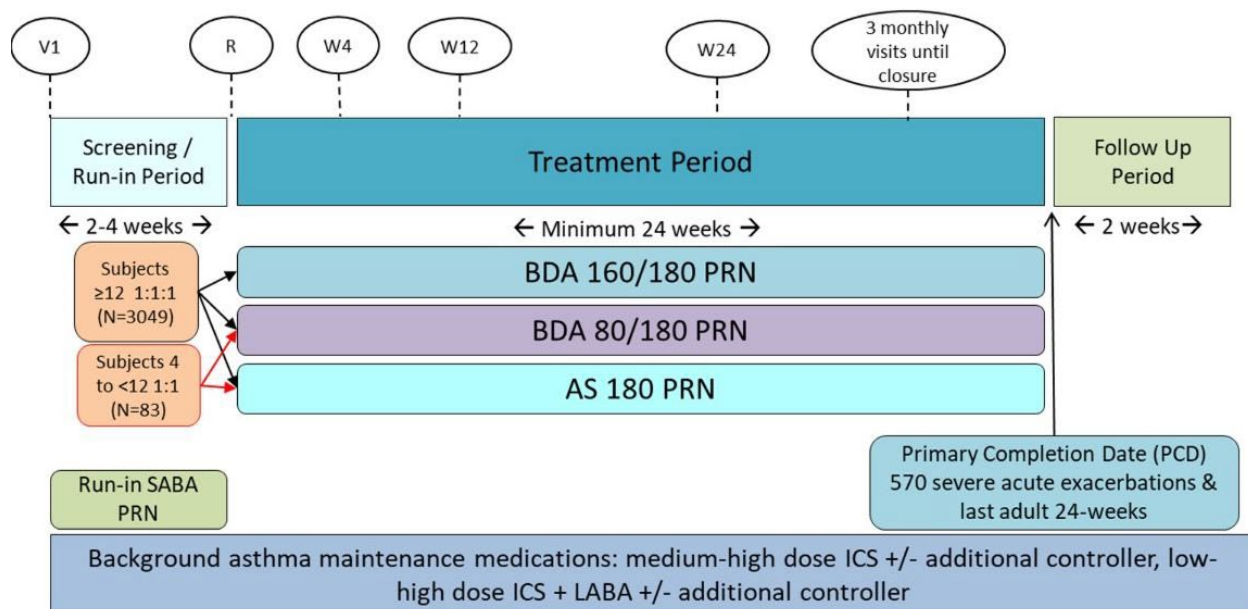 V1
R
W4
W12
W24
3 monthly
visits until
closure
Screening /
Run-in Period
Treatment Period
Follow Up
Period
← 2-4 weeks →
← Minimum 24 weeks →
← 2 weeks→
Subjects
≥12 1:1:1
(N=3049)
Subjects 4
to <12 1:1
(N=83)
BDA 160/180 PRN
BDA 80/180 PRN
AS 180 PRN
Primary Completion Date (PCD)
570 severe acute exacerbations &
last adult 24-weeks
Run-in SABA
PRN
Background asthma maintenance medications: medium-high dose ICS +/- additional controller, low-
high dose ICS + LABA +/- additional controller